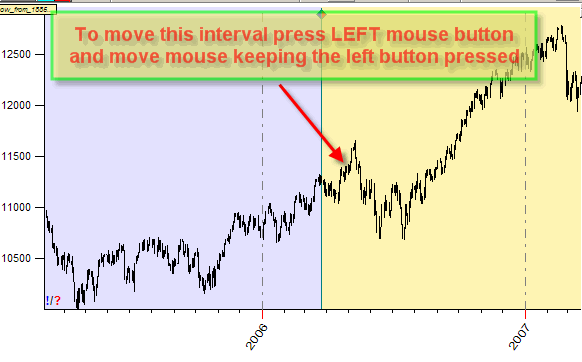 ow_from_1885
To move this interval press LEFT mouse button
and move mouse keeping the left button pressed
12500
12000
11500
11000
10500
!/?
2006
2007